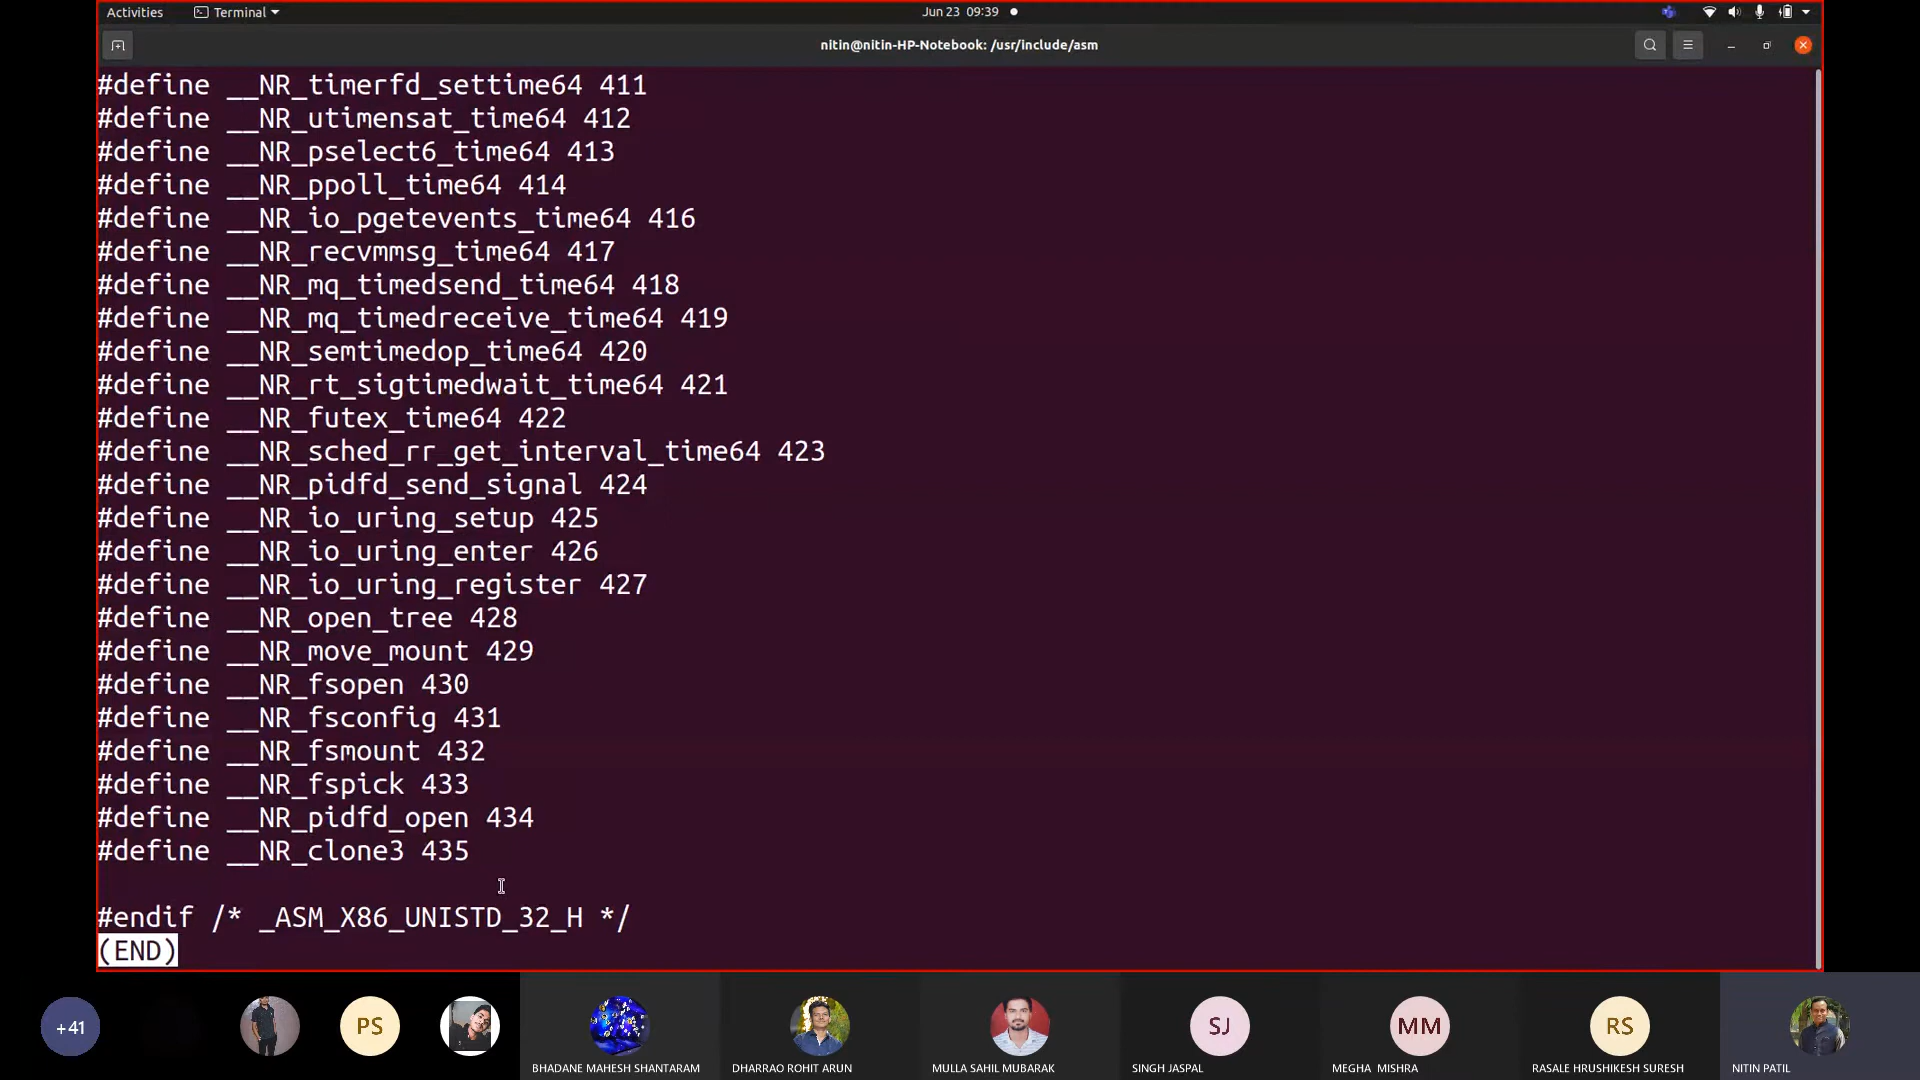 Activities
Terminal
Jun 23 09:39
nitin@nitin-HP-Notebook: /usr/include/asm
#define __NR_timerfd_settime64 411
#define __NR_utimensat_time64 412
#define __NR_pselect6_time64 413
#define __NR_ppoll_time64 414
#define __NR_io_pgetevents_time64 416
#define __NR_recvmmsg_time64 417
#define __NR_mq_timedsend_time64 418
#define __NR_mq_timedreceive_time64 419
#define __NR_semtimedop_time64 420
#define __NR_rt_sigtimedwait_time64 421
#define __NR_futex_time64 422
#define __NR_sched_rr_get_interval_time64 423
#define __NR_pidfd_send_signal 424
#define __NR_io_uring_setup 425
#define __NR_io_uring_enter 426
#define __NR_io_uring_register 427
#define __NR_open_tree 428
#define __NR_move_mount 429
#define __NR_fsopen 430
#define __NR_fsconfig 431
#define __NR_fsmount 432
#define __NR_fspick 433
#define __NR_pidfd_open 434
#define __NR_clone3 435
#endif /* _ASM_X86_UNISTD_32_H */
(END)
+41
PS
SJ
MM
RS
BHADANE MAHESH SHANTARAM
DHARRAO ROHIT ARUN
MULLA SAHIL MUBARAK
SINGH JASPAL
MEGHA MISHRA
RASALE HRUSHIKESH SURESH
NITIN PATIL